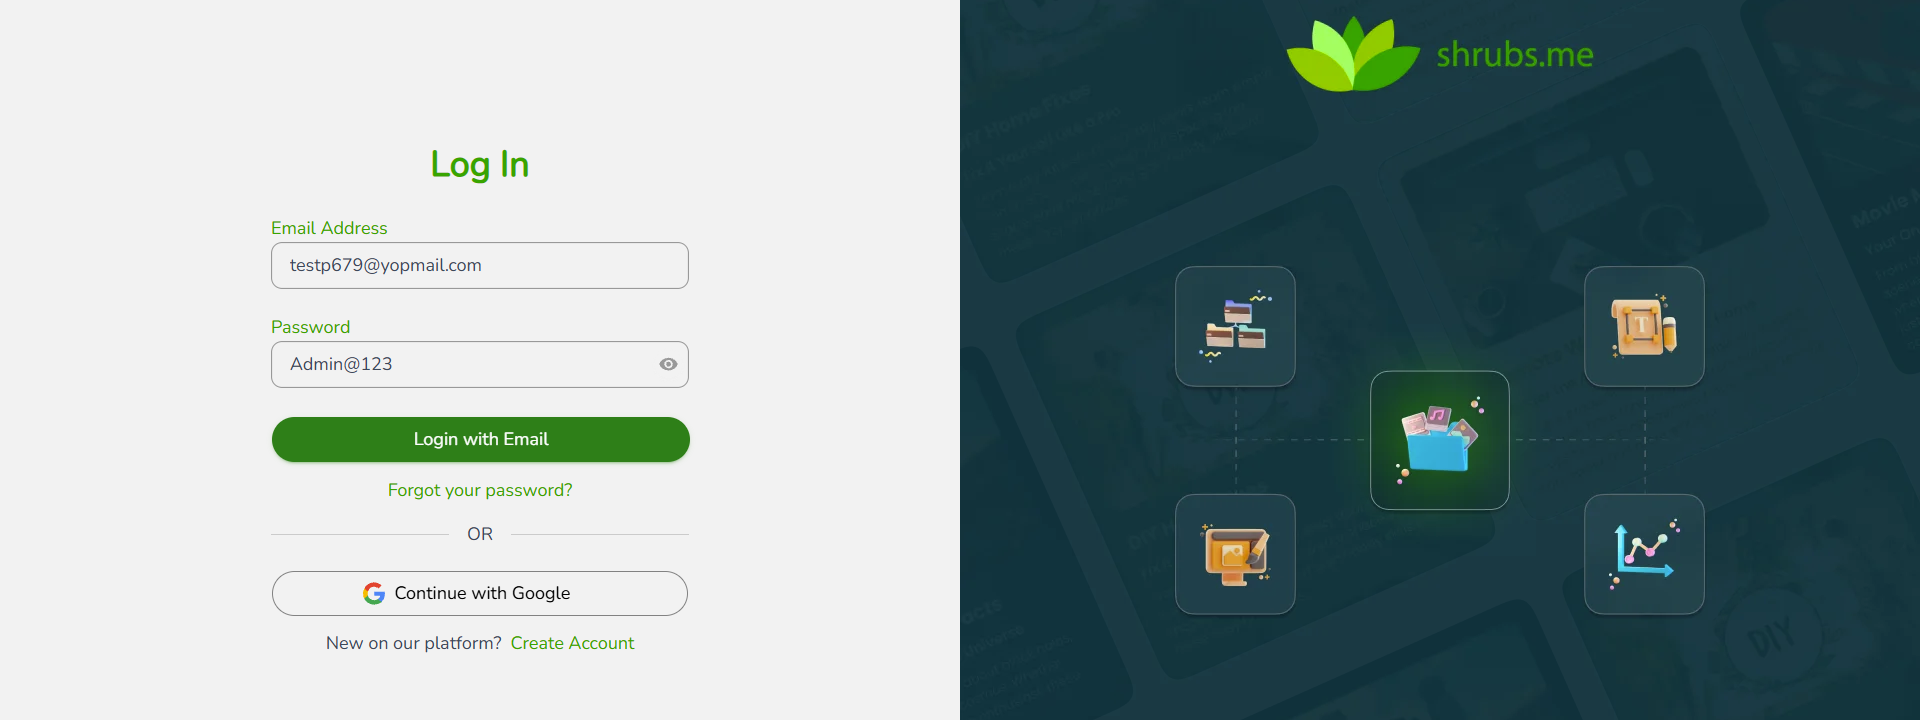 Log In
Email Address
testp679@yopmail.com
Password
Admin@123
Login with Email
Forgot your password?
OR
Continue with Google
New on our platform? Create Account
shrubs.me
T
DIY